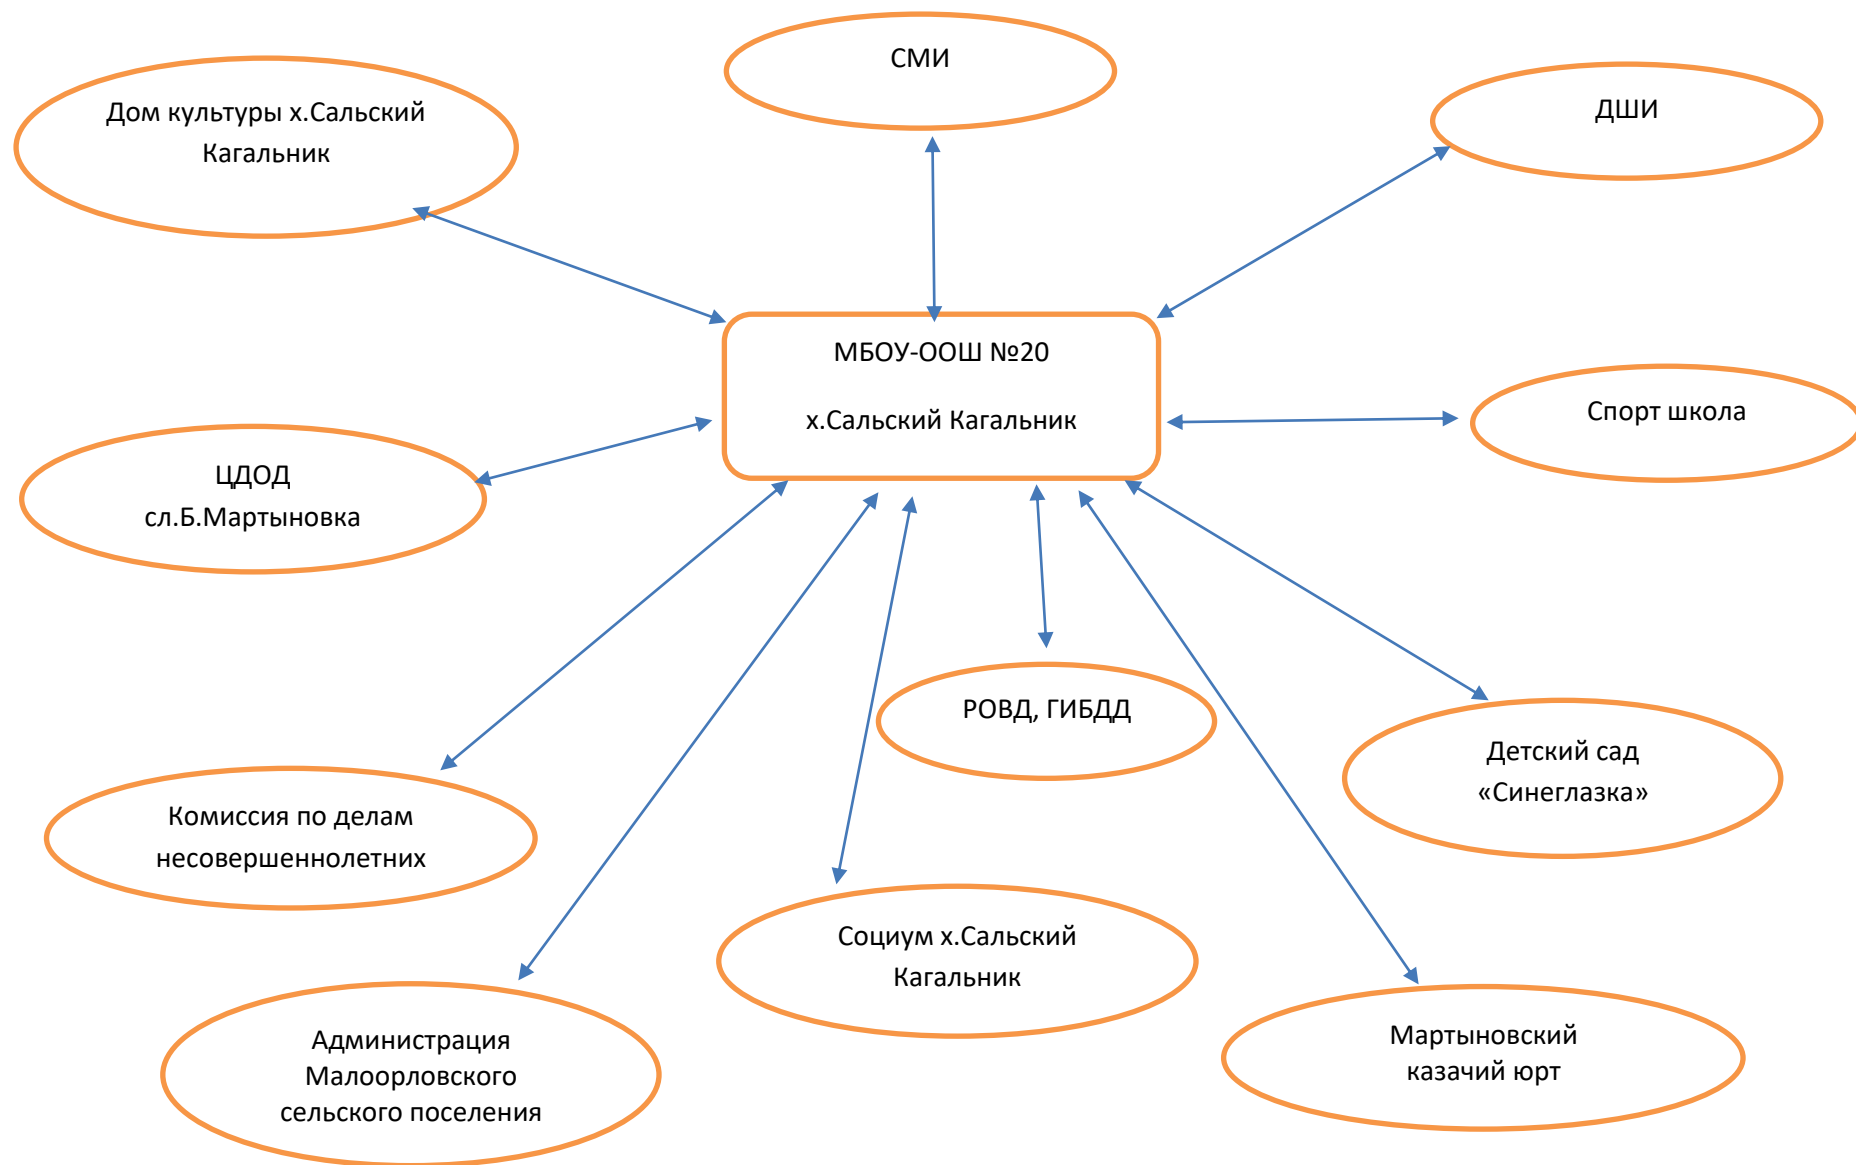 СМИ
Дом культуры х.Сальский
Кагальник
ДШИ
МБОУ-ООШ №20
х.Сальский Кагальник
Спорт школа
ЦДОД
сл.Б.Мартыновка
РОВД, ГИБДД
Детский сад
«Синеглазка»
Комиссия по делам
несовершеннолетних
Социум х.Сальский
Кагальник
Администрация
Малоорловского
сельского поселения
Мартыновский
казачий юрт